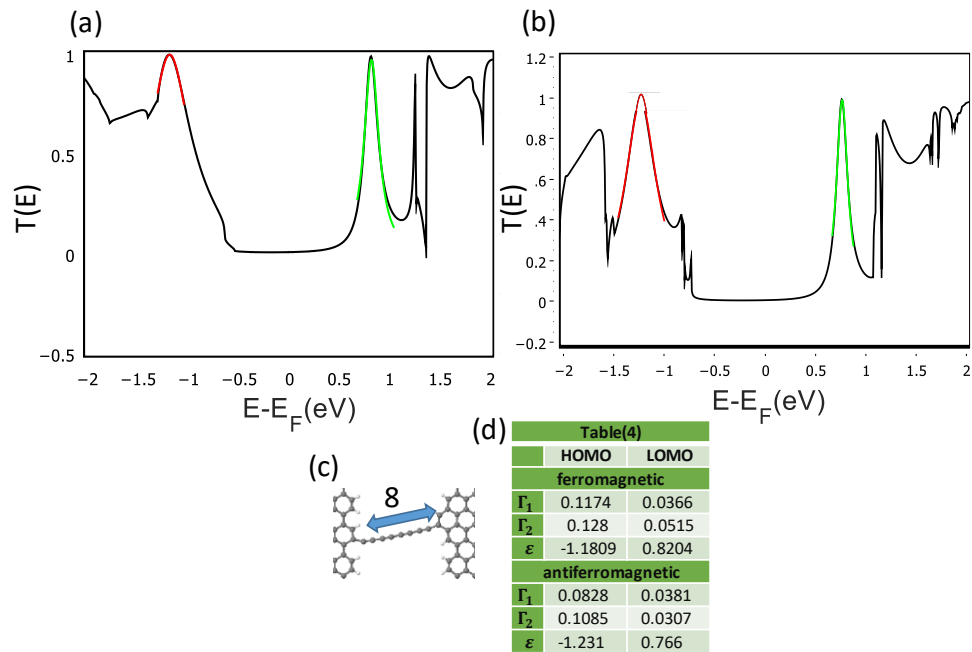 (a)
1
0.5
0
−0.5
T(E)
−2 −1.5 −1 −0.5 0 0.5 1 1.5 2
E-E_F(eV)
(b)
1.2
1
0.8
0.6
0.4
0.2
0
−0.2
T(E)
−2 −1.5 −1 −0.5 0 0.5 1 1.5 2
E-E_F(eV)
(c)
8
(d)
Table(4)
HOMO LOMO
ferromagnetic
Γ₁ 0.1174 0.0366
Γ₂ 0.128 0.0515
ε -1.1809 0.8204
antiferromagnetic
Γ₁ 0.0828 0.0381
Γ₂ 0.1085 0.0307
ε -1.231 0.766